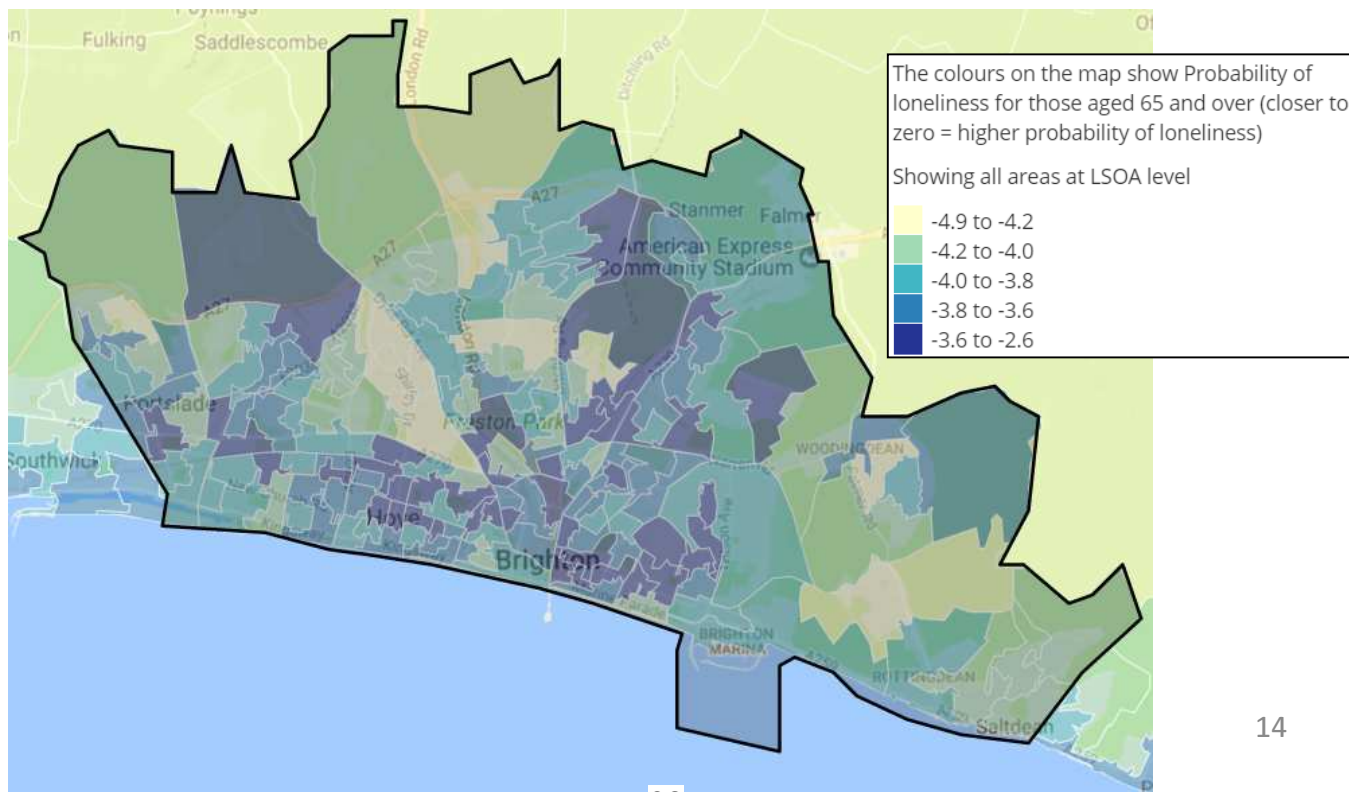 Fulking
Saddlescombe
London Rd
Ditchling Rd
The colours on the map show Probability of
loneliness for those aged 65 and over (closer to
zero = higher probability of loneliness)
Showing all areas at LSOA level
-4.9 to -4.2
-4.2 to -4.0
-4.0 to -3.8
-3.8 to -3.6
-3.6 to -2.6
A27
Stanmer
Falmer
A27
American Express
Community Stadium
A27
Portslade
Preston Park
WOODINGDEAN
Southwick
Hove
Brighton
Marine Parade
BRIGHTON
MARINA
ROTTINGDEAN
Saltdean
14